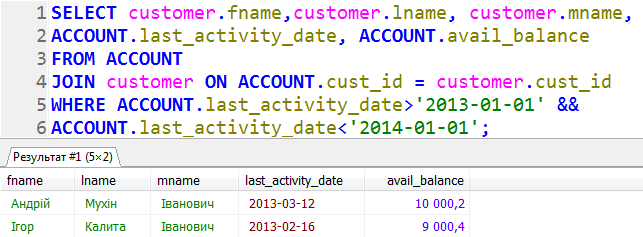 1 SELECT customer.fname,customer.lname, customer.mname,
2 ACCOUNT.last_activity_date, ACCOUNT.avail_balance
3 FROM ACCOUNT
4 JOIN customer ON ACCOUNT.cust_id = customer.cust_id
5 WHERE ACCOUNT.last_activity_date>'2013-01-01' &&
6 ACCOUNT.last_activity_date<'2014-01-01';
Результат #1 (5×2)
fname lname mname last_activity_date avail_balance
Андрій Мухін Іванович 2013-03-12 10 000,2
Ігор Калита Іванович 2013-02-16 9 000,4